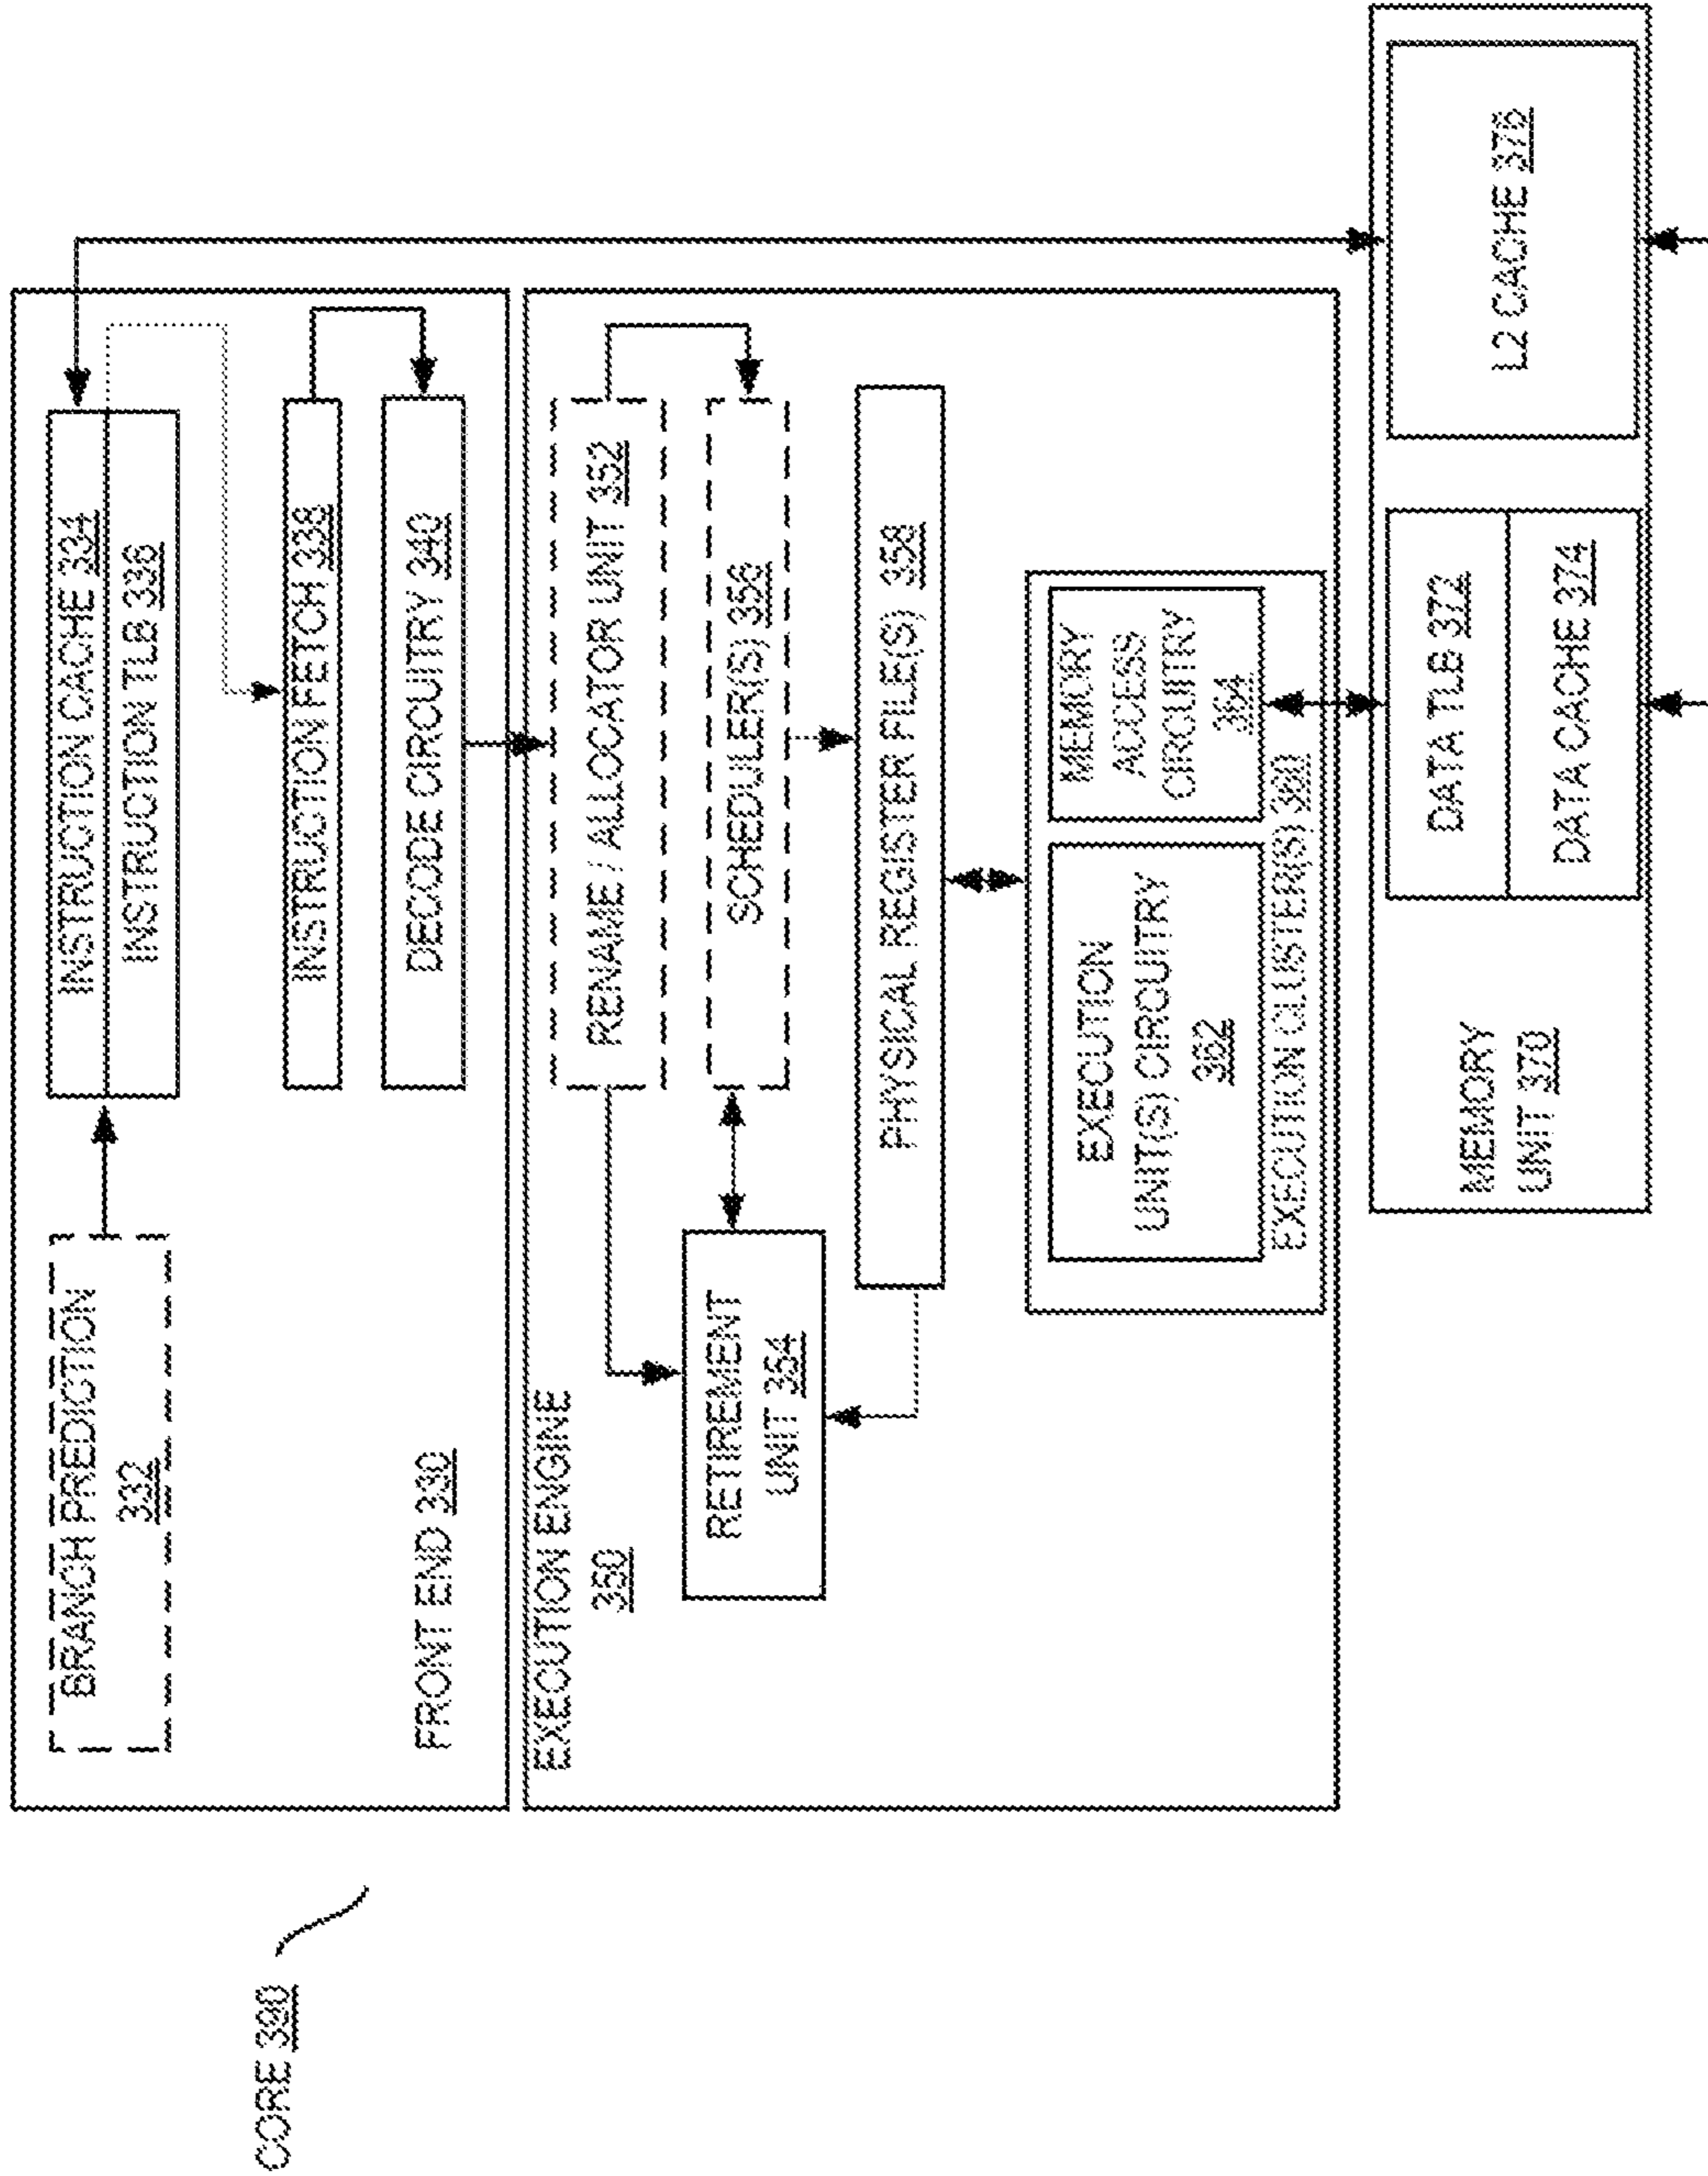 CORE 390
BRANCH PREDICTION
332
INSTRUCTION CACHE 334
INSTRUCTION TLB 336
INSTRUCTION FETCH 338
DECODE CIRCUITRY 340
FRONT END 330
EXECUTION ENGINE
350
RENAME / ALLOCATOR UNIT 352
SCHEDULER(S) 356
RETIREMENT
UNIT 354
PHYSICAL REGISTER FILE(S) 358
EXECUTION
UNIT(S) CIRCUITRY
362
MEMORY
ACCESS
CIRCUITRY
364
EXECUTION CLUSTER(S) 360
MEMORY
UNIT 370
DATA TLB 372
DATA CACHE 374
L2 CACHE 376